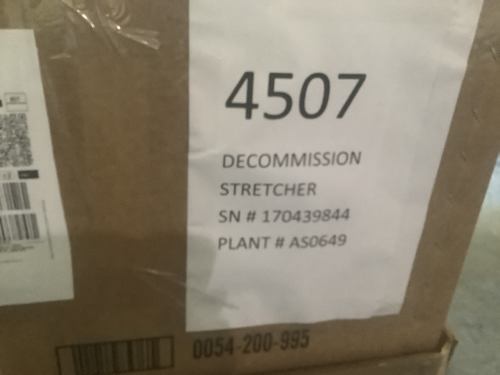 4507
DECOMMISSION
STRETCHER
SN # 170439844
PLANT # AS0649
0054-200-995